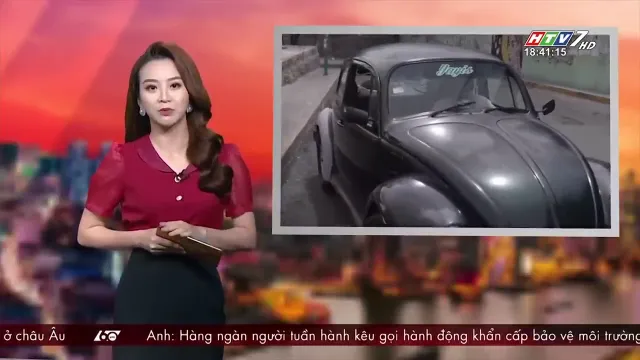 HTV7 HD
18:41:15
ở châu Âu 60 Anh: Hàng ngàn người tuần hành kêu gọi hành động khẩn cấp bảo vệ môi trường